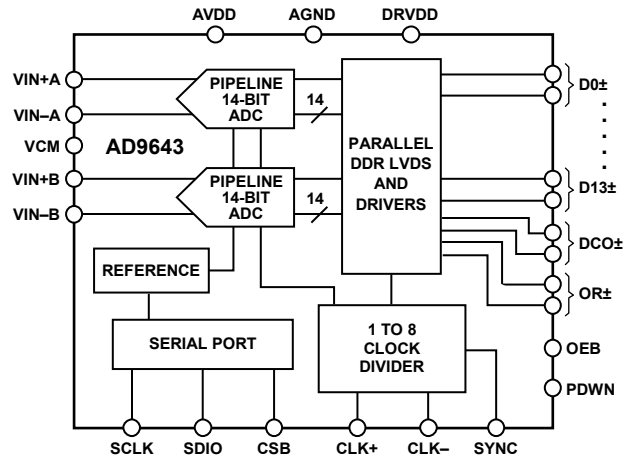 AVDD AGND DRVDD
VIN+A
VIN–A
VCM
VIN+B
VIN–B
AD9643
PIPELINE
14-BIT
ADC
14
PIPELINE
14-BIT
ADC
14
PARALLEL
DDR LVDS
AND
DRIVERS
D0±
D13±
DCO±
OR±
OEB
PDWN
REFERENCE
SERIAL PORT
1 TO 8
CLOCK
DIVIDER
SCLK SDIO CSB CLK+ CLK– SYNC